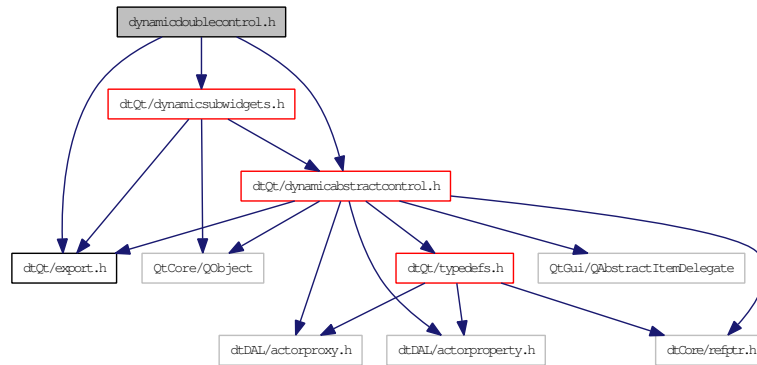 dynamicdoublecontrol.h
dtQt/dynamicsubwidgets.h
dtQt/dynamicabstractcontrol.h
dtQt/export.h
QtCore/QObject
dtQt/typedefs.h
QtGui/QAbstractItemDelegate
dtDAL/actorproxy.h
dtDAL/actorproperty.h
dtCore/refptr.h